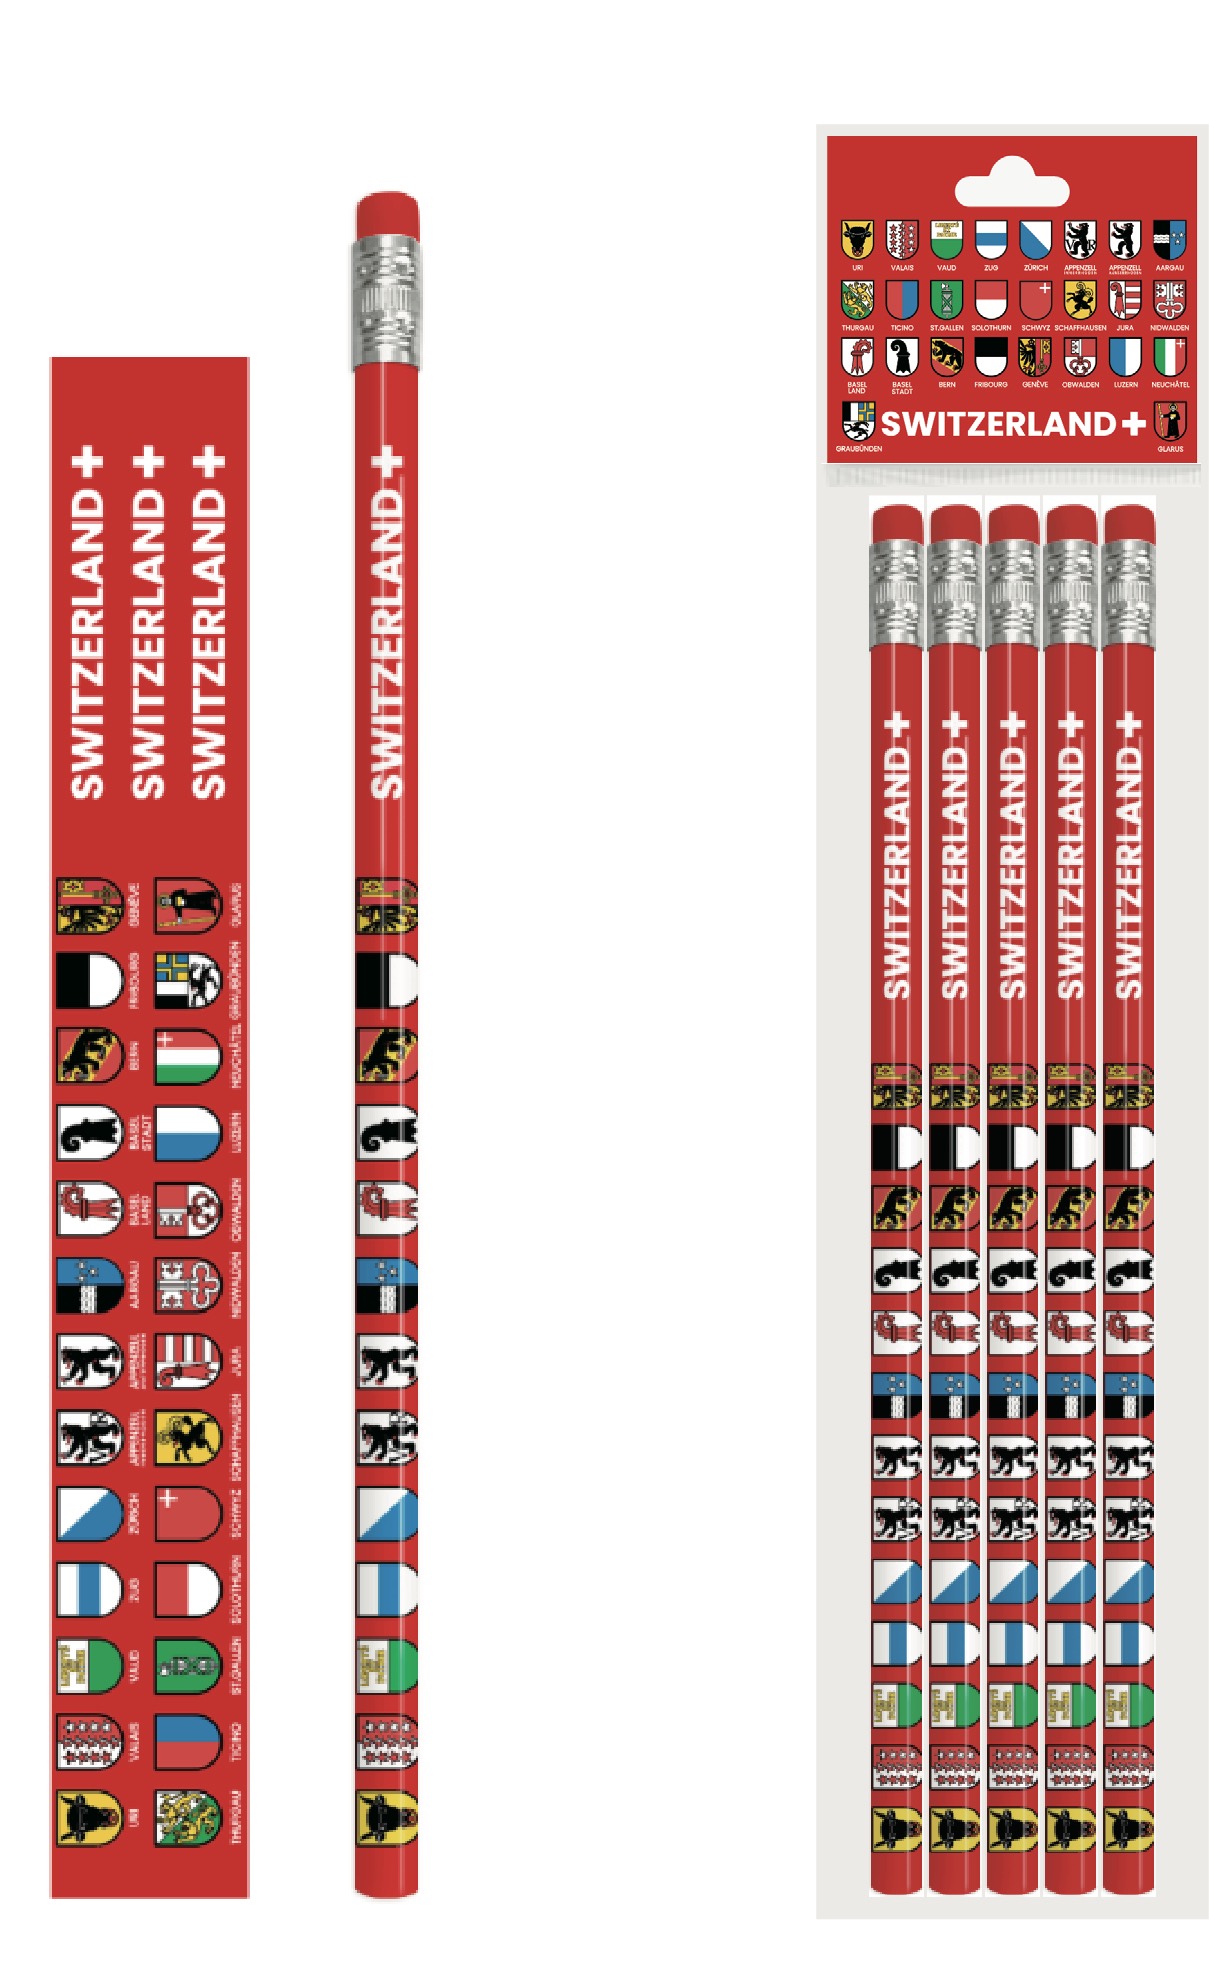 SWITZERLAND+
SWITZERLAND+
SWITZERLAND+
GENÈVE
GLARUS
FRIBOURG
GRAUBÜNDEN
BERN
NEUCHÂTEL
BASEL
STADT
LUZERN
BASEL
LAND
OBWALDEN
AARGAU
NIDWALDEN
APPENZELL
JURA
APPENZELL
SCHAFFHAUSEN
ZÜRICH
SCHWYZ
ZUG
SOLOTHURN
VAUD
ST.GALLEN
VALAIS
TICINO
URI
THURGAU
SWITZERLAND+
URI VALAIS VAUD ZUG ZÜRICH APPENZELL APPENZELL AARGAU
THURGAU TICINO ST.GALLEN SOLOTHURN SCHWYZ SCHAFFHAUSEN JURA NIDWALDEN
BASEL LAND BASEL STADT BERN FRIBOURG GENÈVE OBWALDEN LUZERN NEUCHÂTEL
SWITZERLAND+
GRAUBÜNDEN GLARUS
SWITZERLAND+
SWITZERLAND+
SWITZERLAND+
SWITZERLAND+
SWITZERLAND+